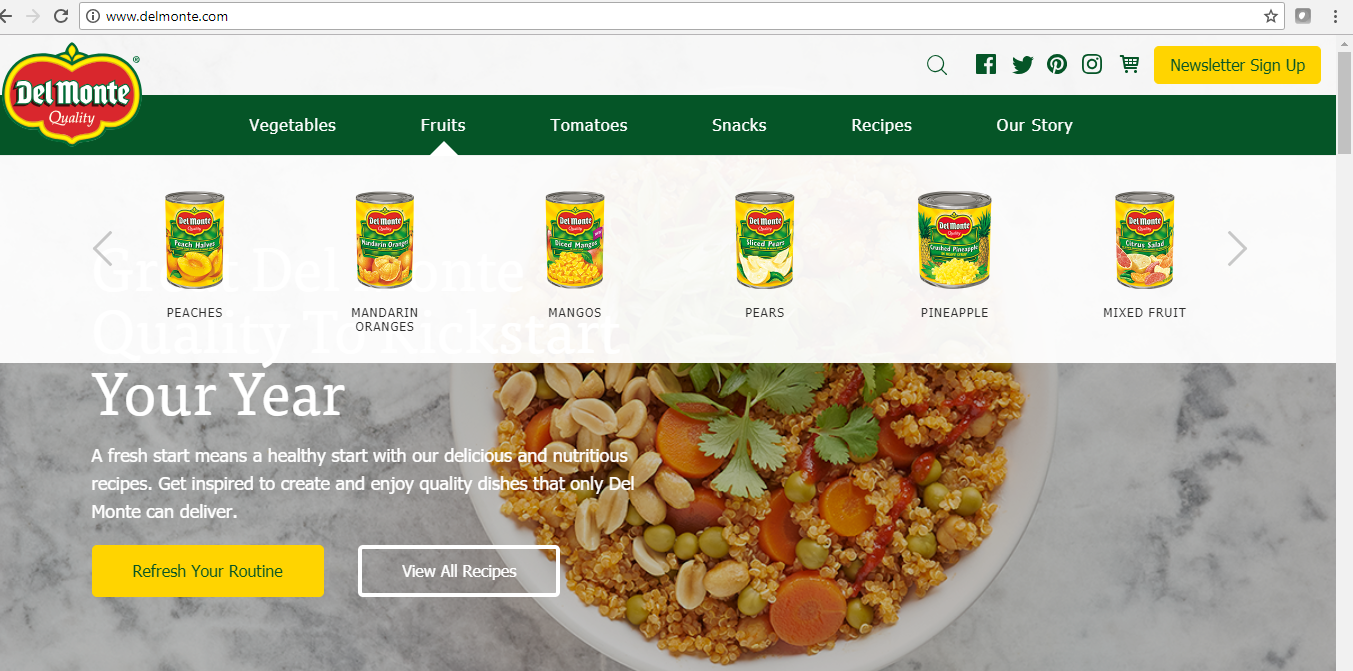 www.delmonte.com
Newsletter Sign Up
Del Monte
Quality
®
Vegetables Fruits Tomatoes Snacks Recipes Our Story
Del Monte Del Monte Del Monte Del Monte Del Monte Del Monte
Quality Quality Quality Quality Quality Quality
Peach Halves Mandarin Oranges Diced Mangos Sliced Pears Crushed Pineapple Citrus Salad
PEACHES MANDARIN MANGOS PEARS PINEAPPLE MIXED FRUIT
ORANGES
Great Del Monte
Quality To Kickstart
Your Year
A fresh start means a healthy start with our delicious and nutritious
recipes. Get inspired to create and enjoy quality dishes that only Del
Monte can deliver.
Refresh Your Routine View All Recipes